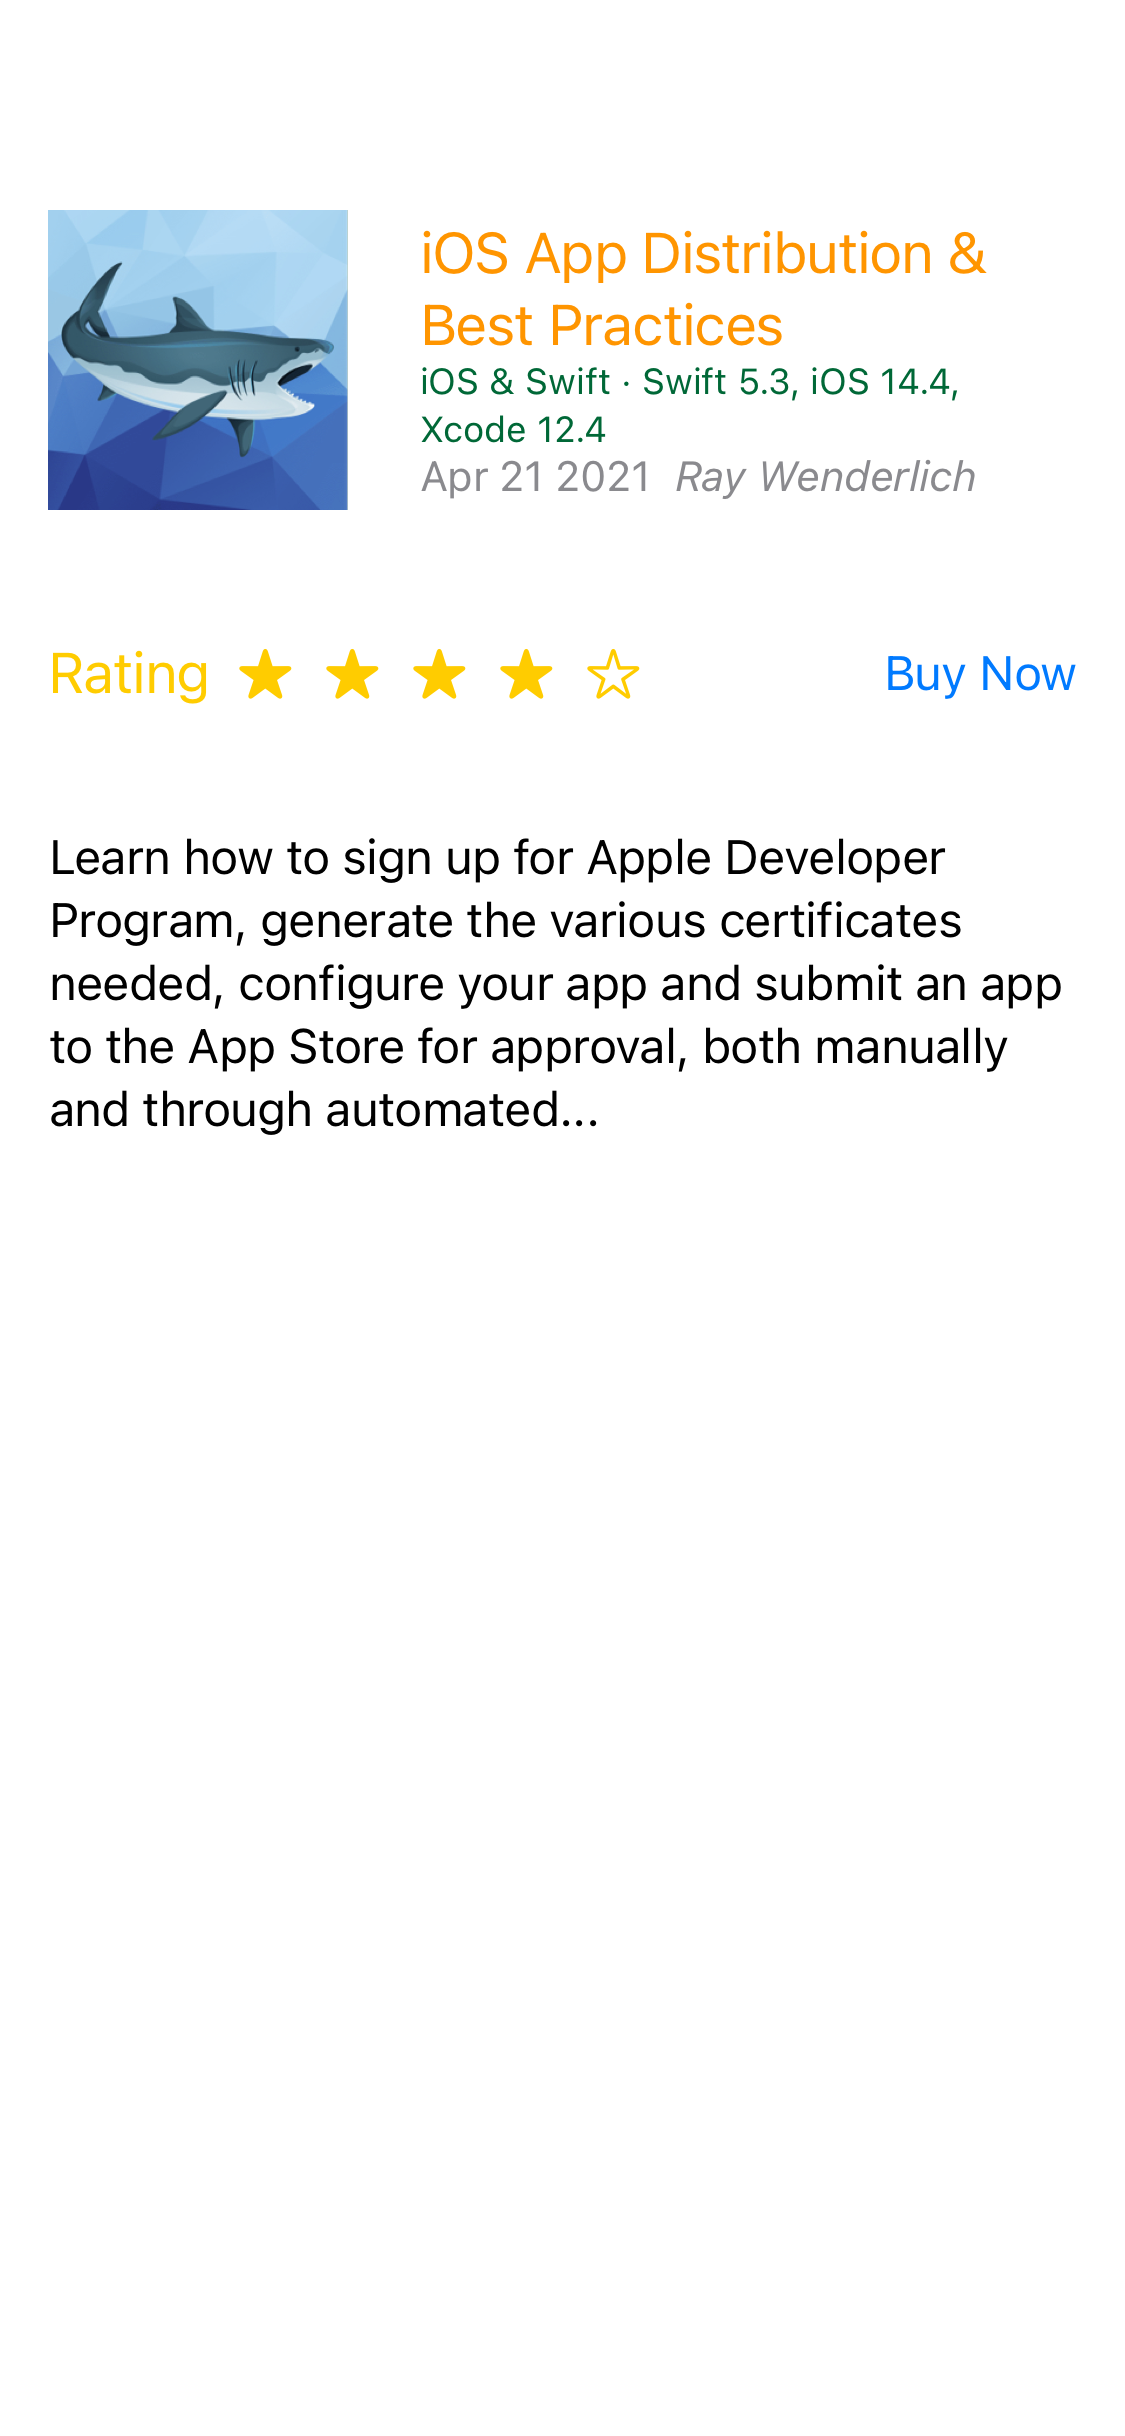 iOS App Distribution &
Best Practices
iOS & Swift · Swift 5.3, iOS 14.4,
Xcode 12.4
Apr 21 2021 Ray Wenderlich
Rating
Buy Now
Learn how to sign up for Apple Developer
Program, generate the various certificates
needed, configure your app and submit an app
to the App Store for approval, both manually
and through automated...